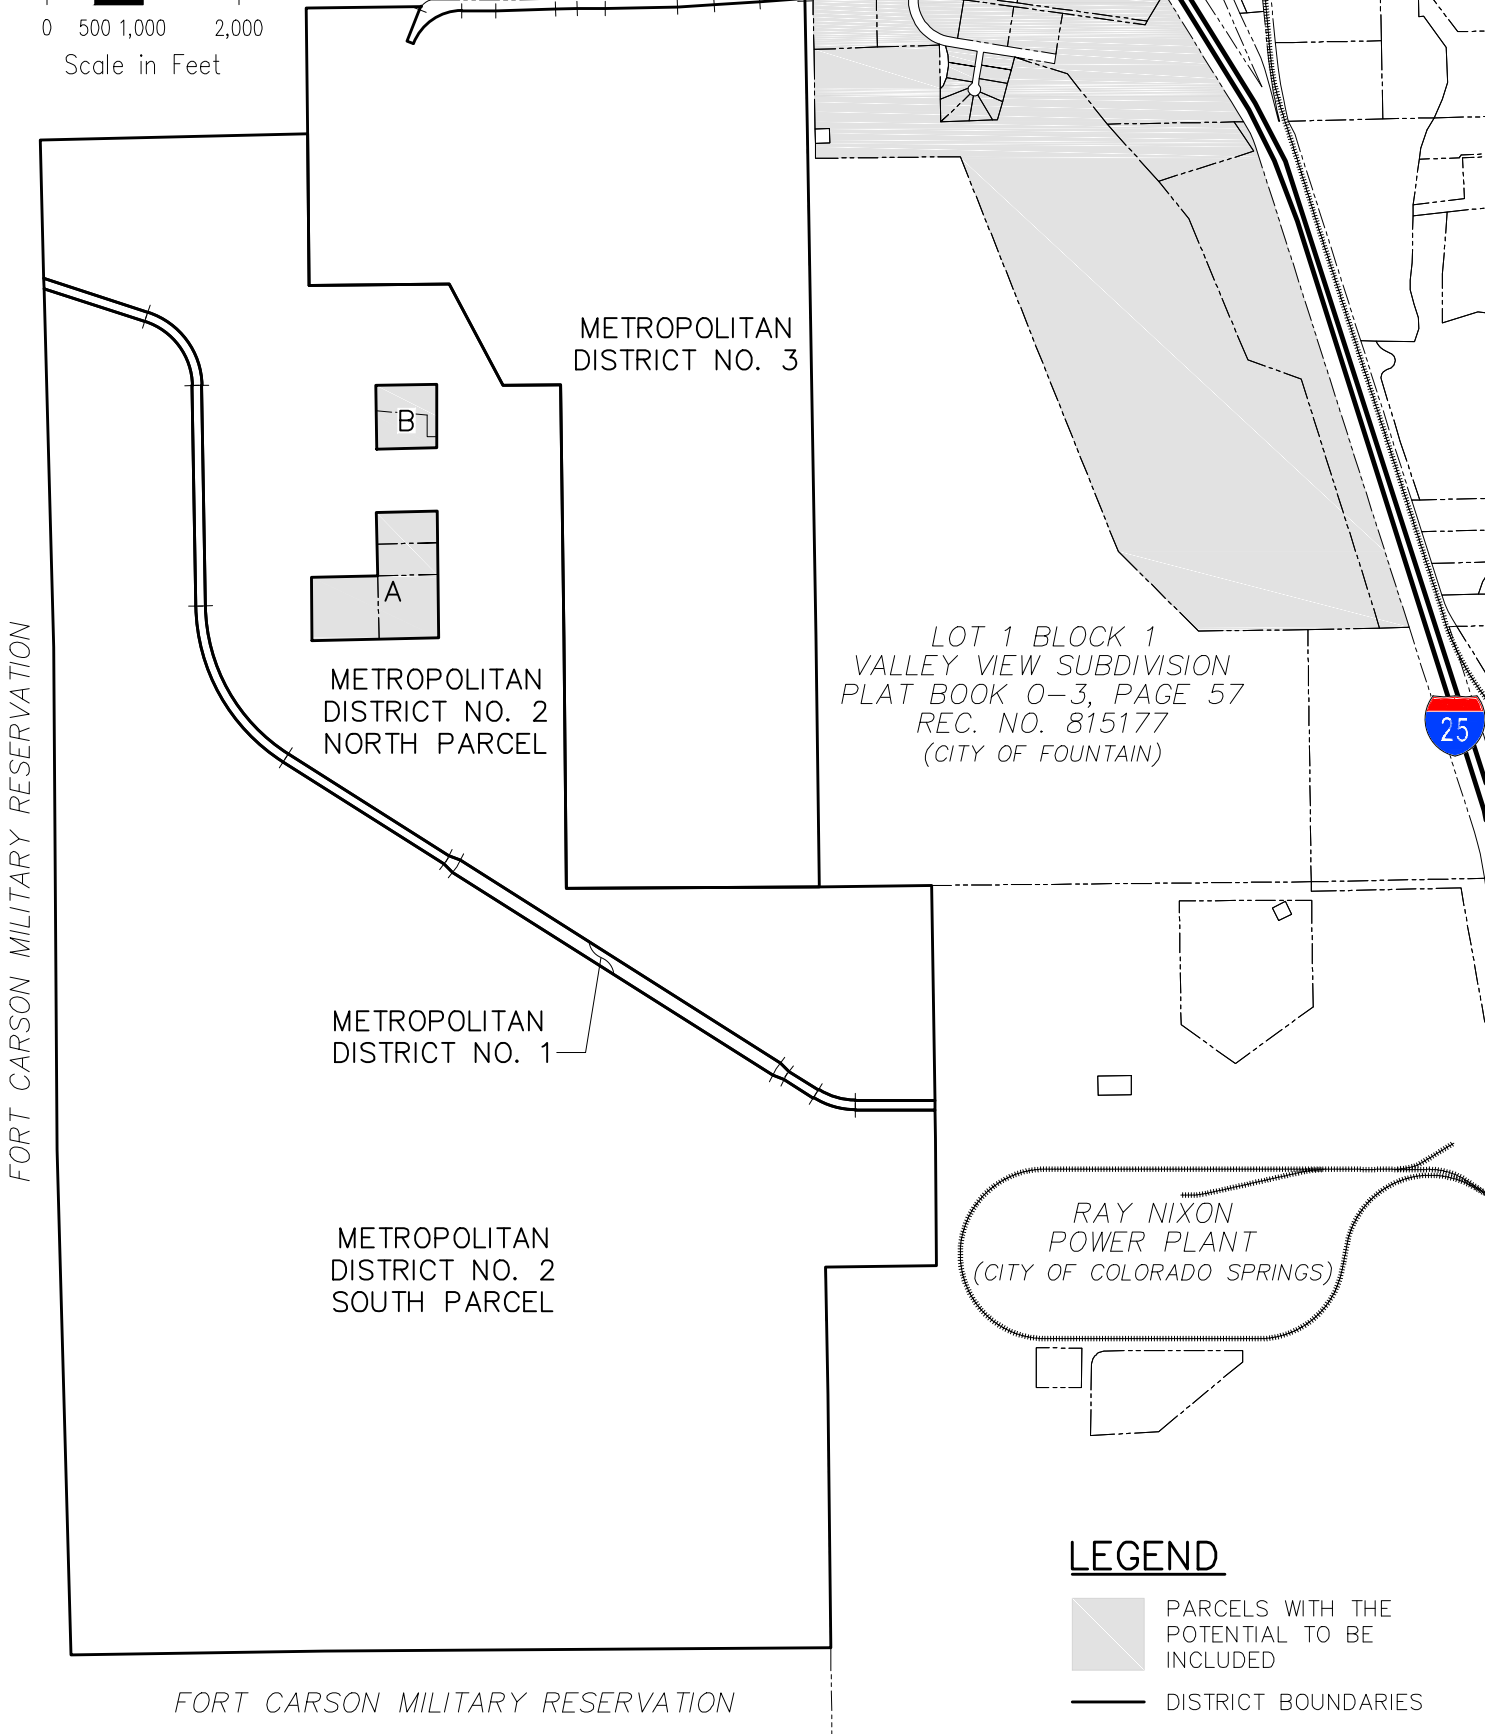 0 500 1,000 2,000
Scale in Feet
METROPOLITAN
DISTRICT NO. 3
B
A
METROPOLITAN
DISTRICT NO. 2
NORTH PARCEL
LOT 1 BLOCK 1
VALLEY VIEW SUBDIVISION
PLAT BOOK O-3, PAGE 57
REC. NO. 815177
(CITY OF FOUNTAIN)
25
FORT CARSON MILITARY RESERVATION
METROPOLITAN
DISTRICT NO. 1
METROPOLITAN
DISTRICT NO. 2
SOUTH PARCEL
RAY NIXON
POWER PLANT
(CITY OF COLORADO SPRINGS)
FORT CARSON MILITARY RESERVATION
LEGEND
PARCELS WITH THE
POTENTIAL TO BE
INCLUDED
DISTRICT BOUNDARIES